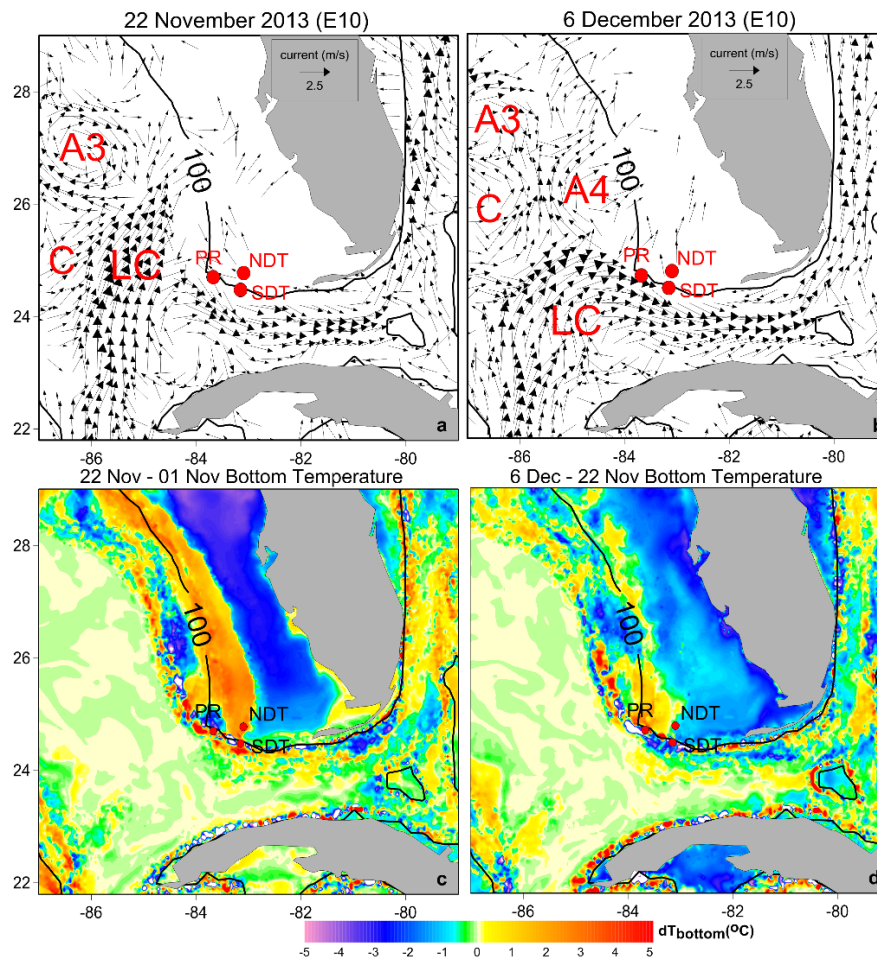 22 November 2013 (E10)
6 December 2013 (E10)
current (m/s)
2.5
current (m/s)
2.5
28
26
24
22
A3
C
LC
100
PR
NDT
SDT
a
-86
-84
-82
-80
A3
C
A4
LC
100
PR
NDT
SDT
b
-86
-84
-82
-80
22 Nov - 01 Nov Bottom Temperature
6 Dec - 22 Nov Bottom Temperature
28
26
24
22
100
PR
NDT
SDT
c
-86
-84
-82
-80
100
PR
NDT
SDT
d
-86
-84
-82
-80
-5 -4 -3 -2 -1 0 1 2 3 4 5
dTbottom(ºC)